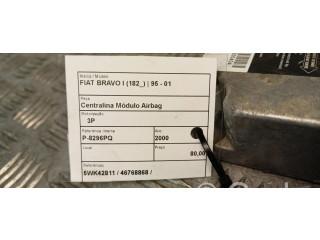 Marca / Modelo
FIAT BRAVO I (182_) | 95 - 01
Peça
Centralina Módulo Airbag
3P
Referência Interna
Ano
P-8296PQ
2000
Local
Preço
80,00
Referências
5WK42811 / 46768868 /